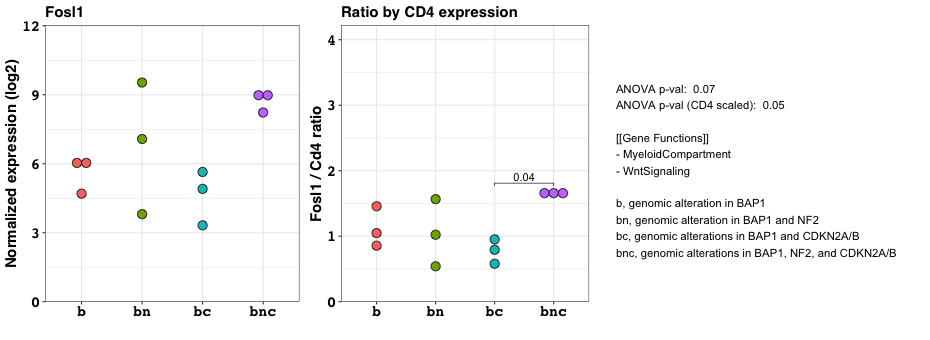 Fosl1
Normalized expression (log2)
12
9
6
3
0
b bn bc bnc
Ratio by CD4 expression
Fosl1 / Cd4 ratio
4
3
2
1
0
0.04
b bn bc bnc
ANOVA p-val: 0.07
ANOVA p-val (CD4 scaled): 0.05
[[Gene Functions]]
- MyeloidCompartment
- WntSignaling
b, genomic alteration in BAP1
bn, genomic alteration in BAP1 and NF2
bc, genomic alterations in BAP1 and CDKN2A/B
bnc, genomic alterations in BAP1, NF2, and CDKN2A/B